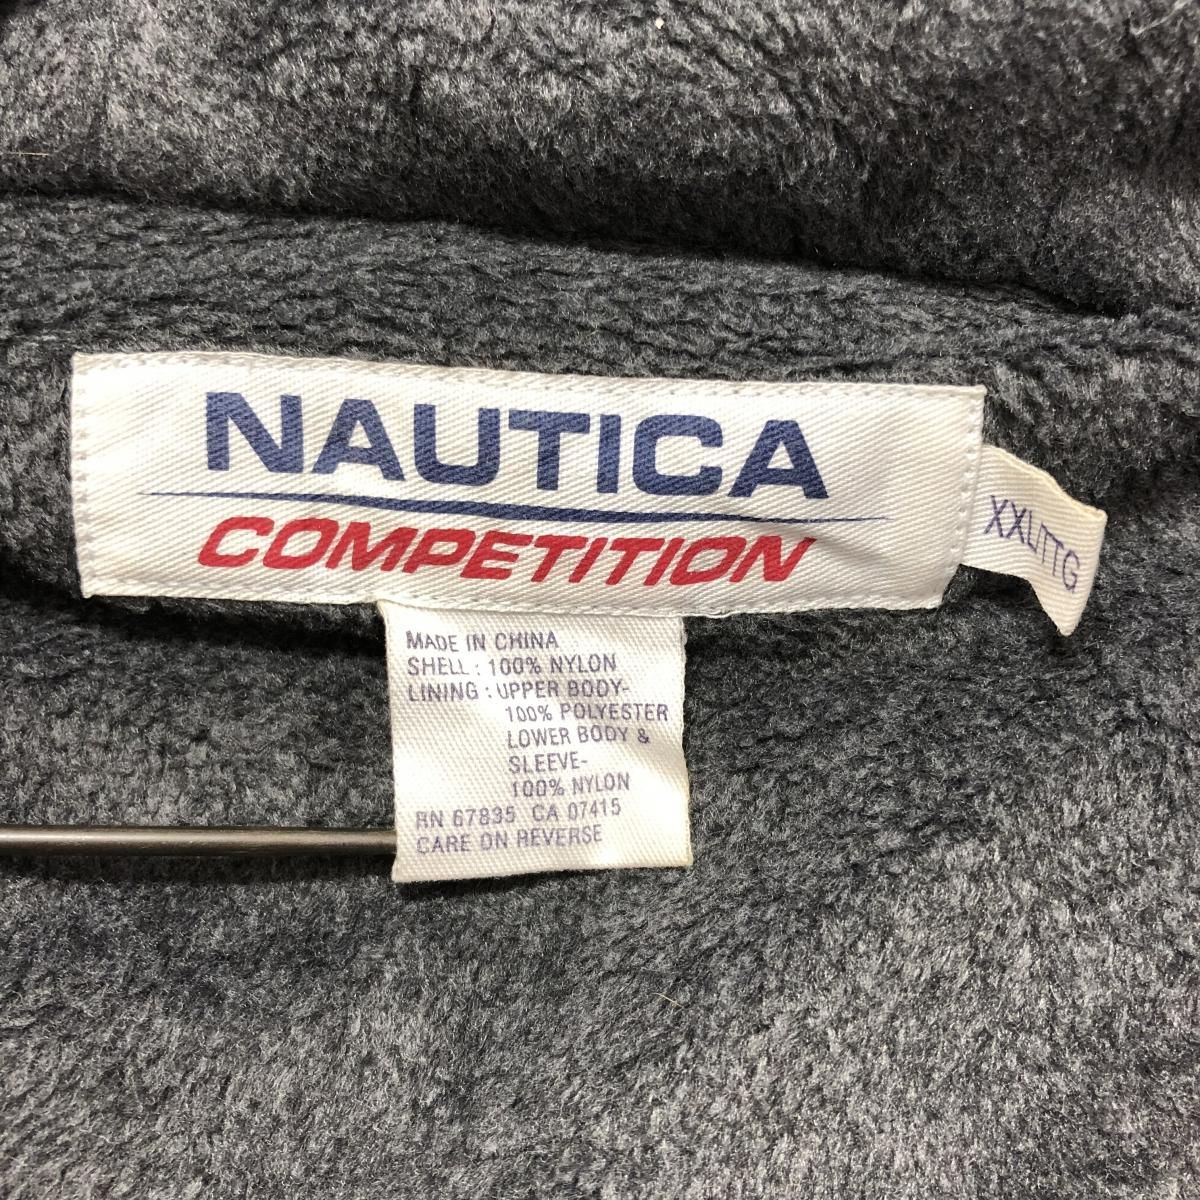 NAUTICA
COMPETITION
XXL/TTG
MADE IN CHINA
SHELL : 100% NYLON
LINING : UPPER BODY-
100% POLYESTER
LOWER BODY &
SLEEVE-
100% NYLON
RN 67835 CA 07415
CARE ON REVERSE